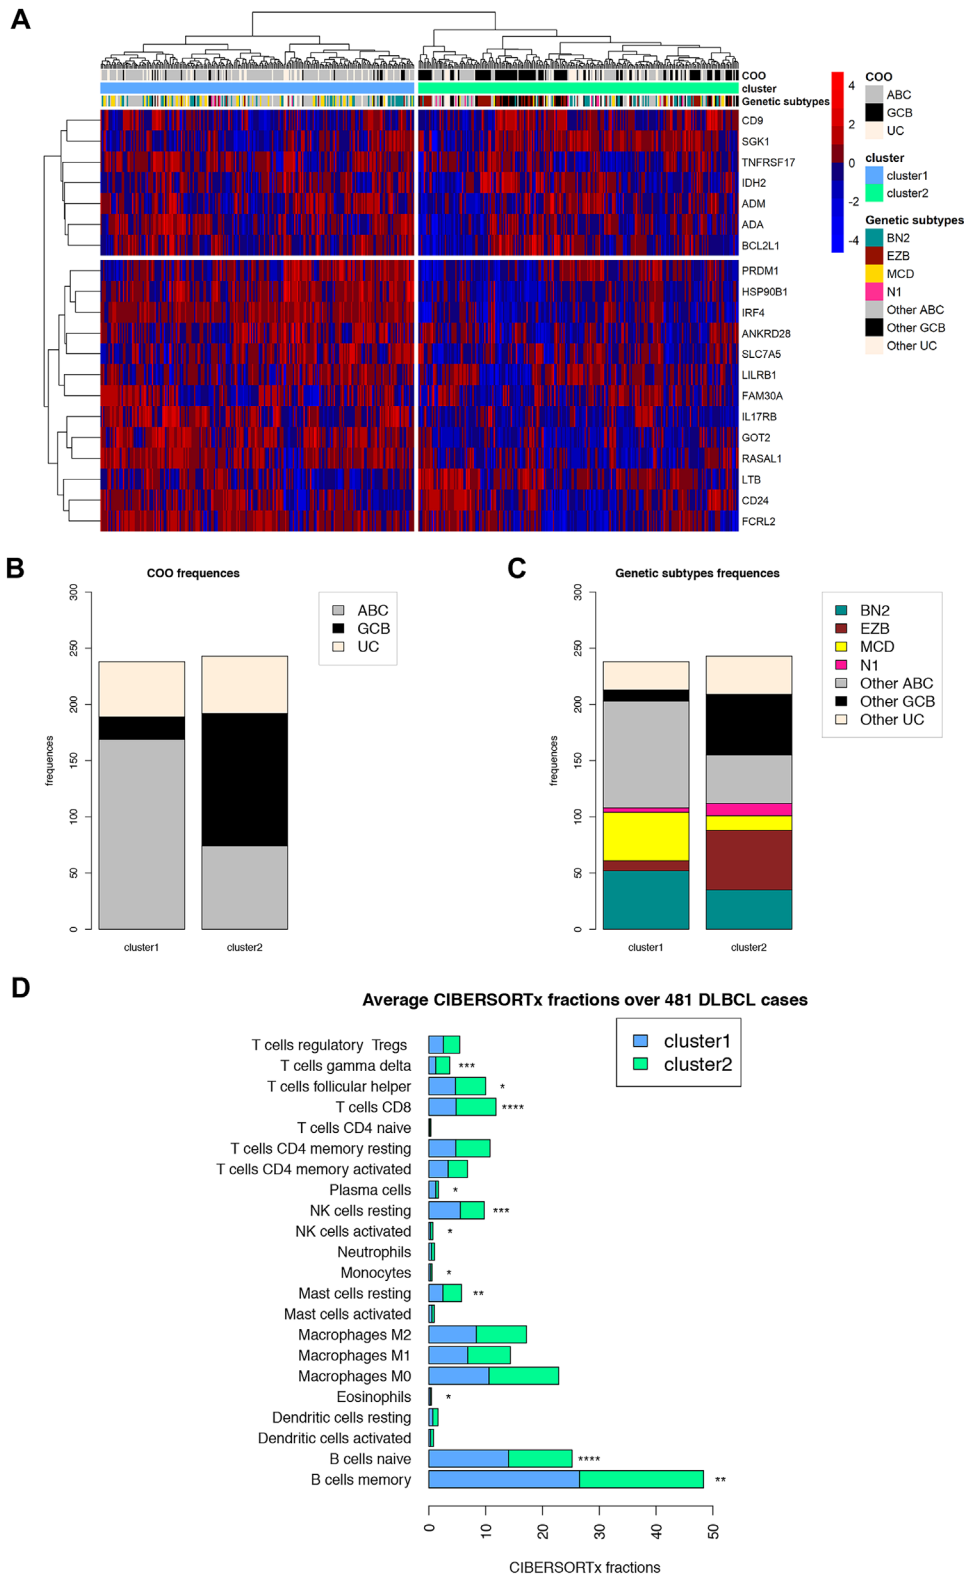 A
COO
cluster
Genetic subtypes
CD9
SGK1
TNFRSF17
IDH2
ADM
ADA
BCL2L1
PRDM1
HSP90B1
IRF4
ANKRD28
SLC7A5
LILRB1
FAM30A
IL17RB
GOT2
RASAL1
LTB
CD24
FCRL2
4
2
0
-2
-4
COO
ABC
GCB
UC
cluster
cluster1
cluster2
Genetic subtypes
BN2
EZB
MCD
N1
Other ABC
Other GCB
Other UC
B
COO frequences
frequences
300
250
200
150
100
50
0
cluster1
cluster2
ABC
GCB
UC
C
Genetic subtypes frequences
frequences
300
250
200
150
100
50
0
cluster1
cluster2
BN2
EZB
MCD
N1
Other ABC
Other GCB
Other UC
D
Average CIBERSORTx fractions over 481 DLBCL cases
cluster1
cluster2
T cells regulatory Tregs
T cells gamma delta ***
T cells follicular helper *
T cells CD8 ****
T cells CD4 naive
T cells CD4 memory resting
T cells CD4 memory activated
Plasma cells *
NK cells resting ***
NK cells activated *
Neutrophils
Monocytes *
Mast cells resting **
Mast cells activated
Macrophages M2
Macrophages M1
Macrophages M0
Eosinophils *
Dendritic cells resting
Dendritic cells activated
B cells naive ****
B cells memory **
0 10 20 30 40 50
CIBERSORTx fractions